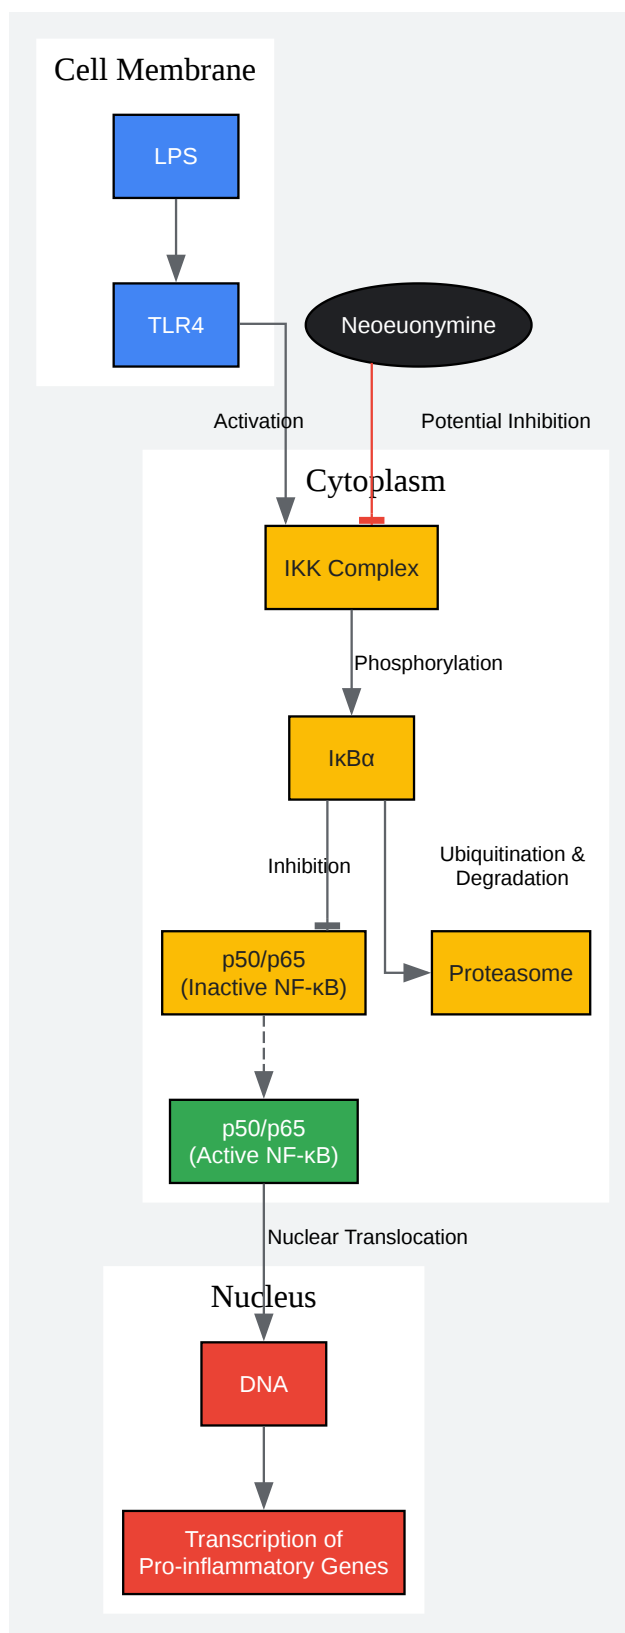 Cell Membrane
LPS
TLR4
Neoeuonymine
Activation
Potential Inhibition
Cytoplasm
IKK Complex
Phosphorylation
IκBα
Inhibition
Ubiquitination &
Degradation
p50/p65
(Inactive NF-κB)
Proteasome
p50/p65
(Active NF-κB)
Nuclear Translocation
Nucleus
DNA
Transcription of
Pro-inflammatory Genes